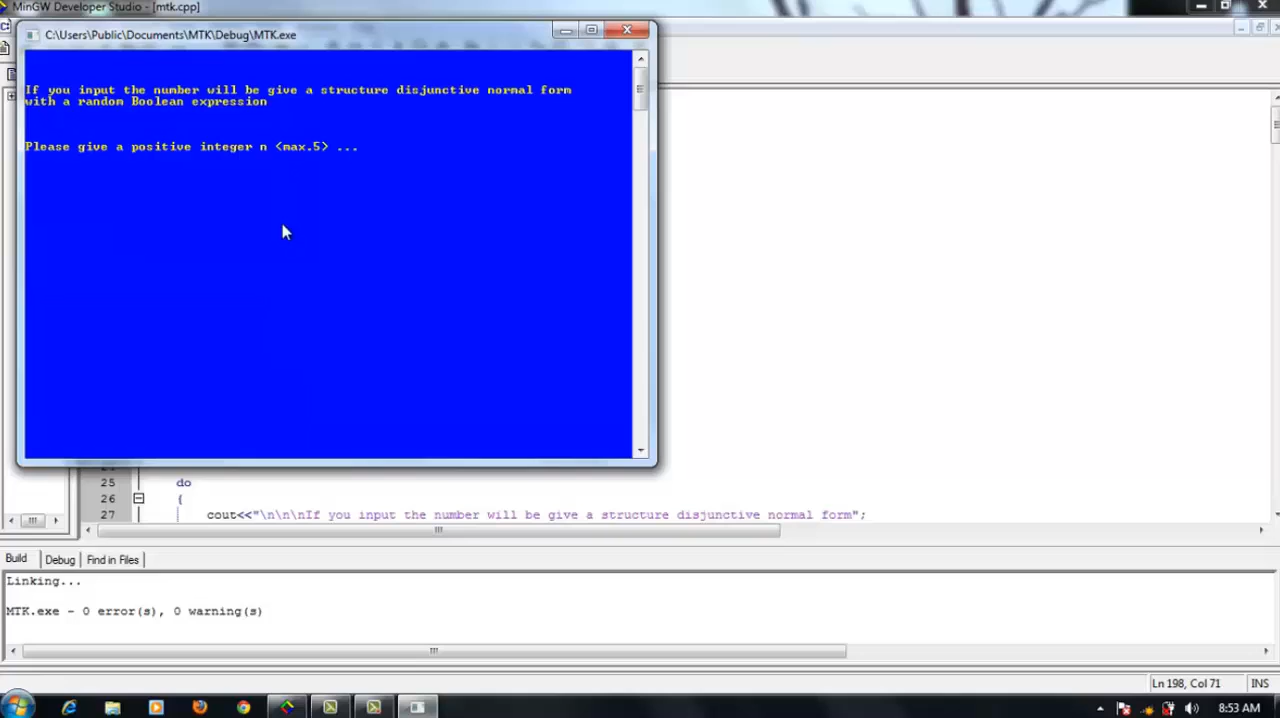 MinGW Developer Studio - [mtk.cpp]
C:\Users\Public\Documents\MTK\Debug\MTK.exe
If you input the number will be give a structure disjunctive normal form
with a random Boolean expression
Please give a positive integer n <max.5> ...
25 do
26 {
27 cout<<"\n\n\nIf you input the number will be give a structure disjunctive normal form";
Build Debug Find in Files
Linking...
MTK.exe - 0 error(s), 0 warning(s)
Ln 198, Col 71 INS
8:53 AM